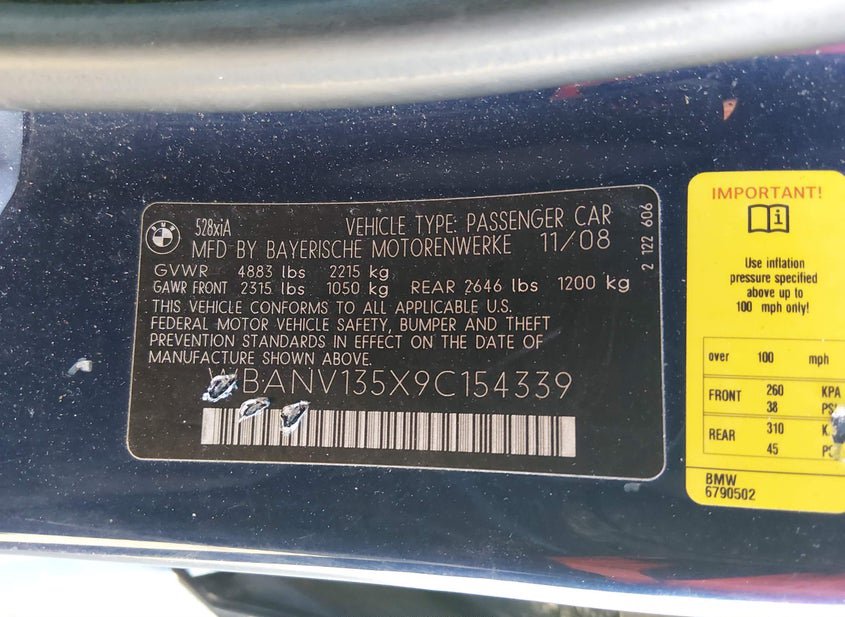 528xiA
VEHICLE TYPE: PASSENGER CAR
MFD BY BAYERISCHE MOTORENWERKE 11/08
GVWR 4883 lbs 2215 kg
GAWR FRONT 2315 lbs 1050 kg REAR 2646 lbs 1200 kg
THIS VEHICLE CONFORMS TO ALL APPLICABLE U.S.
FEDERAL MOTOR VEHICLE SAFETY, BUMPER AND THEFT
PREVENTION STANDARDS IN EFFECT ON THE DATE OF
MANUFACTURE SHOWN ABOVE.
WBANV135X9C154339
2 122 606
IMPORTANT!
i
Use inflation
pressure specified
above up to
100 mph only!
over 100 mph
FRONT 260 KPA
38 PS
REAR 310 K
45 PS
BMW
6790502